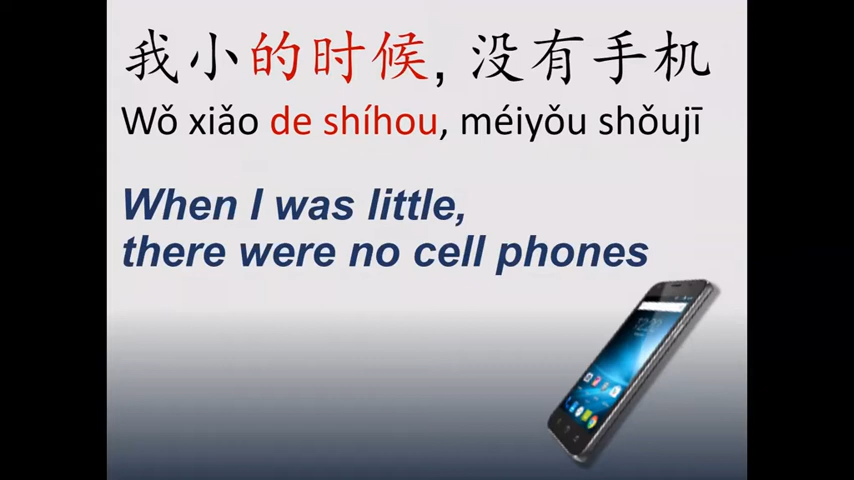 我小的时候, 没有手机
Wǒ xiǎo de shíhou, méiyǒu shǒujī
When I was little,
there were no cell phones